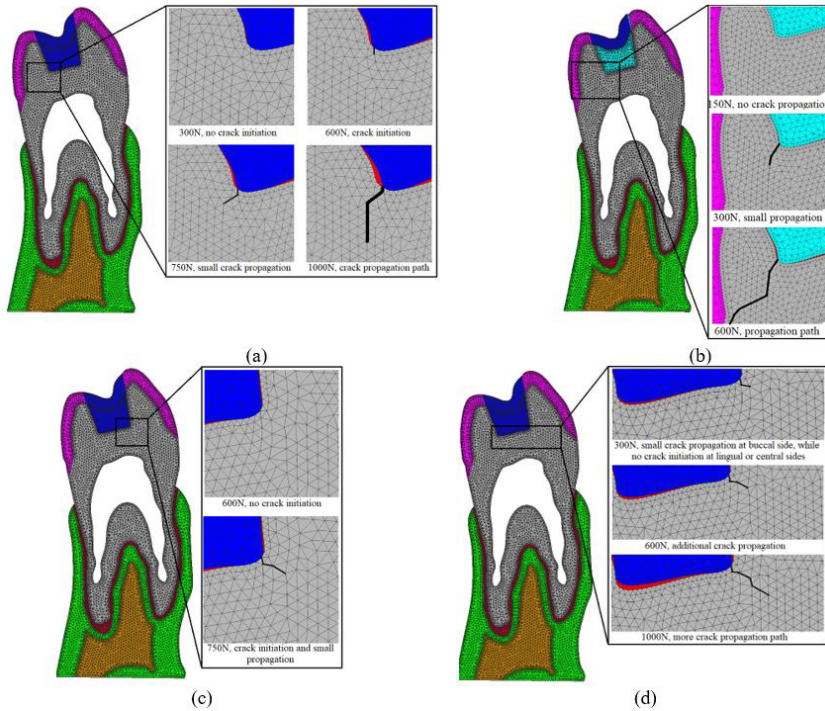 300N, no crack initiation
600N, crack initiation
750N, small crack propagation
1000N, crack propagation path
(a)
150N, no crack propagation
300N, small propagation
600N, propagation path
(b)
600N, no crack initiation
750N, crack initiation and small
propagation
(c)
300N, small crack propagation at buccal side, while
no crack initiation at lingual or central sides
600N, additional crack propagation
1000N, more crack propagation path
(d)